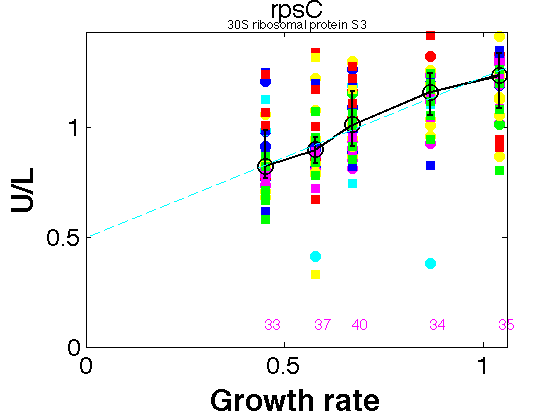 rpsC
30S ribosomal protein S3
1
0.5
0
U/L
33 37 40 34 35
0 0.5 1
Growth rate